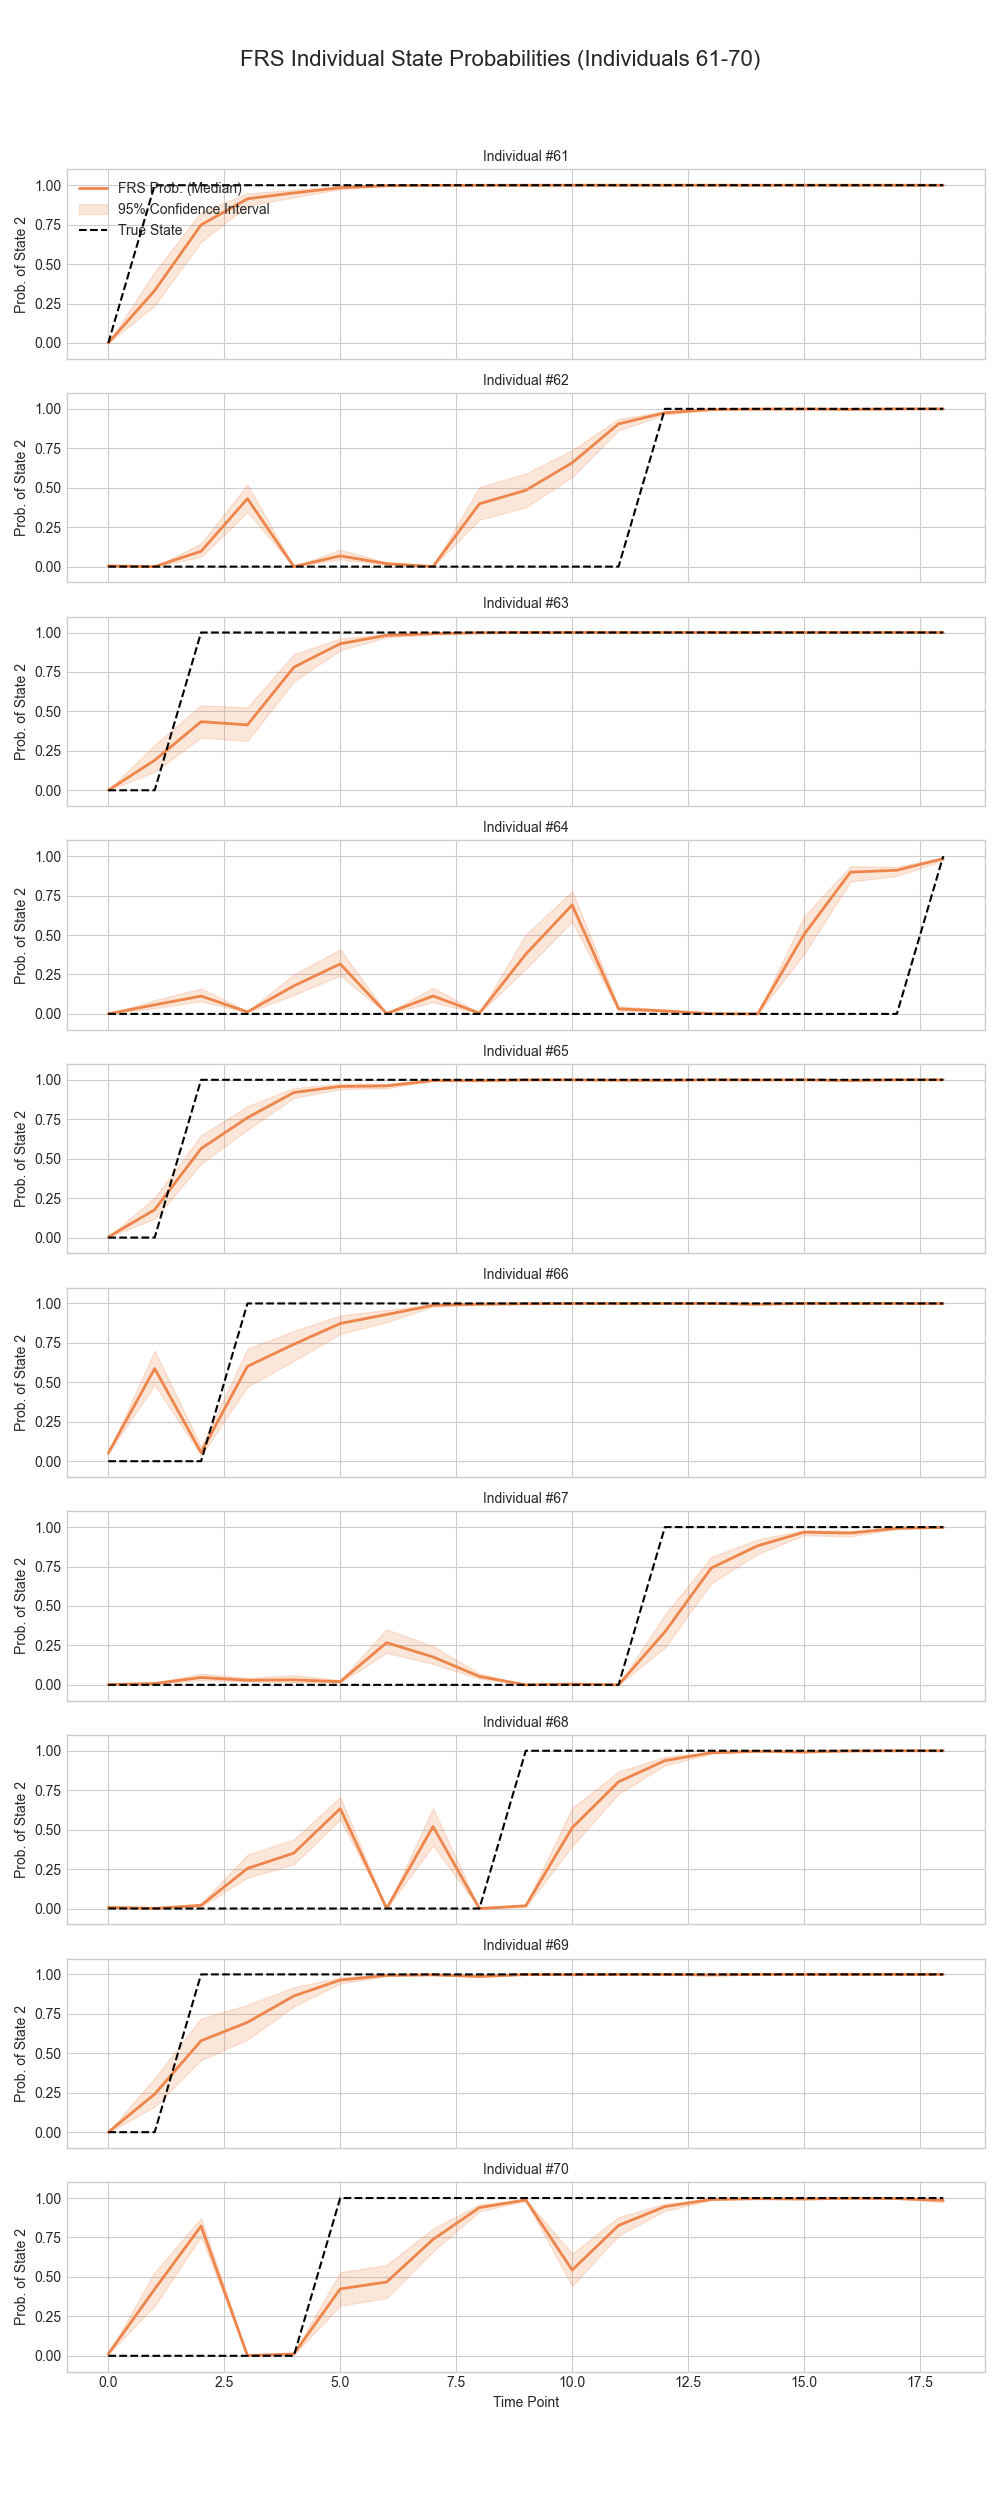 FRS Individual State Probabilities (Individuals 61-70)
Individual #61
FRS Prob. (Median)
95% Confidence Interval
True State
Prob. of State 2
1.00
0.75
0.50
0.25
0.00
Individual #62
Prob. of State 2
1.00
0.75
0.50
0.25
0.00
Individual #63
Prob. of State 2
1.00
0.75
0.50
0.25
0.00
Individual #64
Prob. of State 2
1.00
0.75
0.50
0.25
0.00
Individual #65
Prob. of State 2
1.00
0.75
0.50
0.25
0.00
Individual #66
Prob. of State 2
1.00
0.75
0.50
0.25
0.00
Individual #67
Prob. of State 2
1.00
0.75
0.50
0.25
0.00
Individual #68
Prob. of State 2
1.00
0.75
0.50
0.25
0.00
Individual #69
Prob. of State 2
1.00
0.75
0.50
0.25
0.00
Individual #70
Prob. of State 2
1.00
0.75
0.50
0.25
0.00
0.0 2.5 5.0 7.5 10.0 12.5 15.0 17.5
Time Point